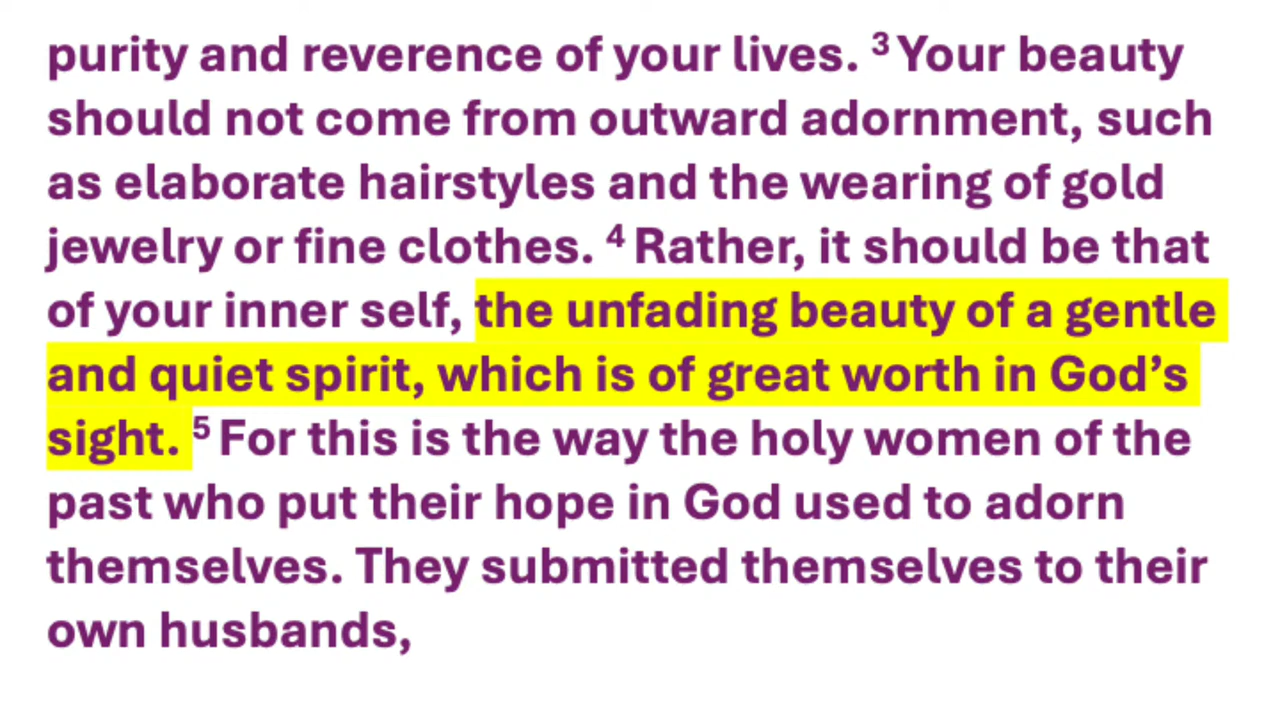 purity and reverence of your lives. ³ Your beauty
should not come from outward adornment, such
as elaborate hairstyles and the wearing of gold
jewelry or fine clothes. ⁴ Rather, it should be that
of your inner self, the unfading beauty of a gentle
and quiet spirit, which is of great worth in God’s
sight. ⁵ For this is the way the holy women of the
past who put their hope in God used to adorn
themselves. They submitted themselves to their
own husbands,